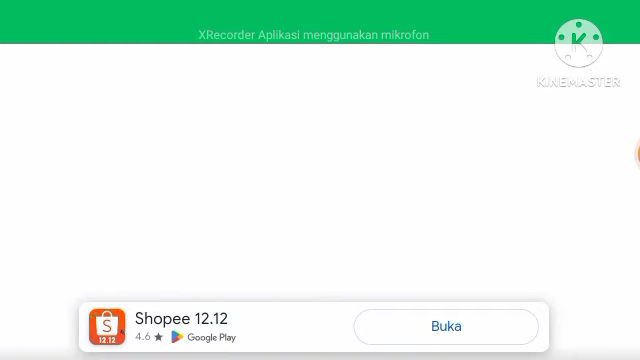 XRecorder Aplikasi menggunakan mikrofon
K
KINEMASTER
S
12.12
Shopee 12.12
4.6 ★ Google Play
Buka